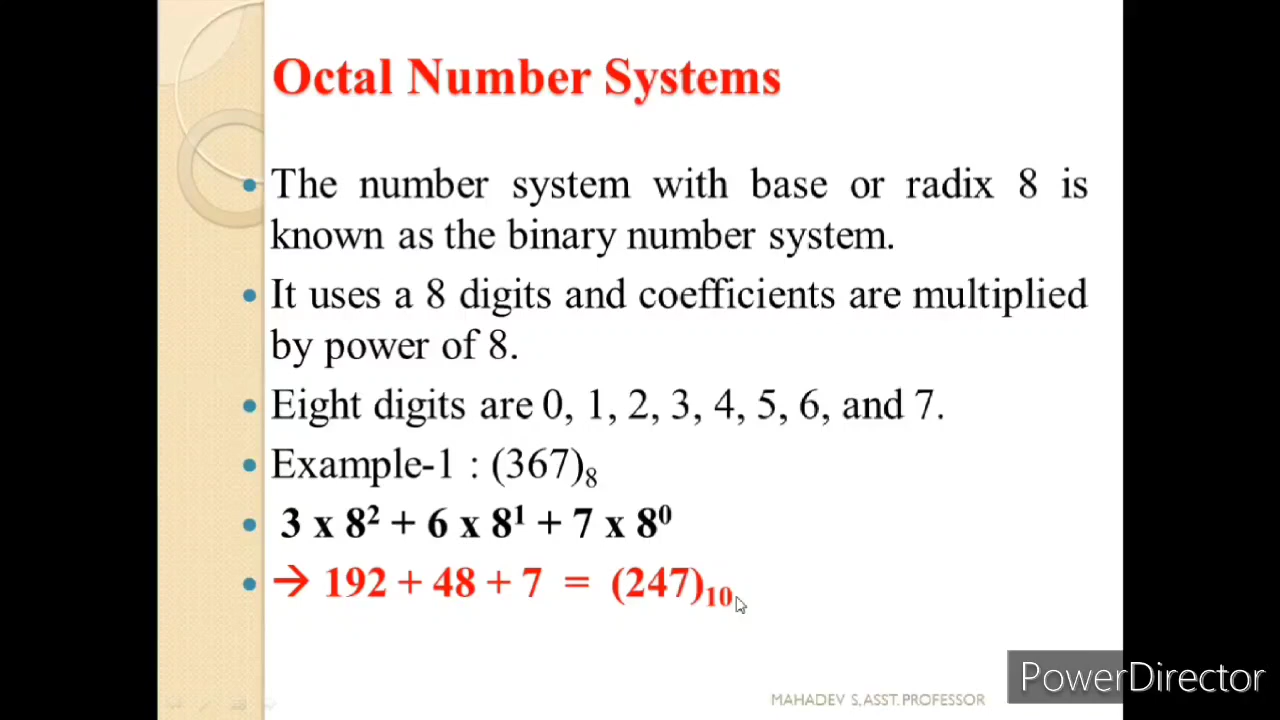 Octal Number Systems
• The number system with base or radix 8 is
known as the binary number system.
• It uses a 8 digits and coefficients are multiplied
by power of 8.
• Eight digits are 0, 1, 2, 3, 4, 5, 6, and 7.
• Example-1 : (367)₈
• 3 x 8² + 6 x 8¹ + 7 x 8⁰
• → 192 + 48 + 7 = (247)₁₀
MAHADEV S, ASST. PROFESSOR
PowerDirector